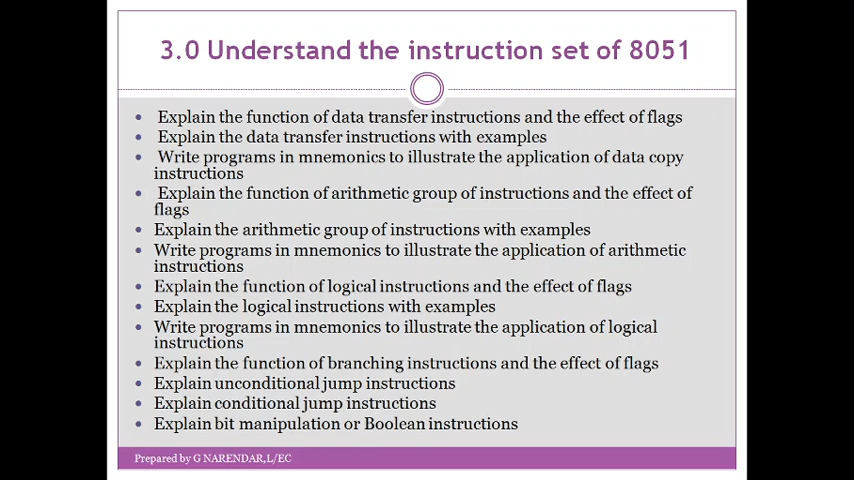 3.0 Understand the instruction set of 8051
• Explain the function of data transfer instructions and the effect of flags
• Explain the data transfer instructions with examples
• Write programs in mnemonics to illustrate the application of data copy
instructions
• Explain the function of arithmetic group of instructions and the effect of
flags
• Explain the arithmetic group of instructions with examples
• Write programs in mnemonics to illustrate the application of arithmetic
instructions
• Explain the function of logical instructions and the effect of flags
• Explain the logical instructions with examples
• Write programs in mnemonics to illustrate the application of logical
instructions
• Explain the function of branching instructions and the effect of flags
• Explain unconditional jump instructions
• Explain conditional jump instructions
• Explain bit manipulation or Boolean instructions
Prepared by G NARENDAR,L/EC